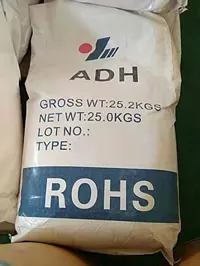 ADH
GROSS WT:25.2KGS
NET WT:25.0KGS
LOT NO.:
TYPE:
ROHS